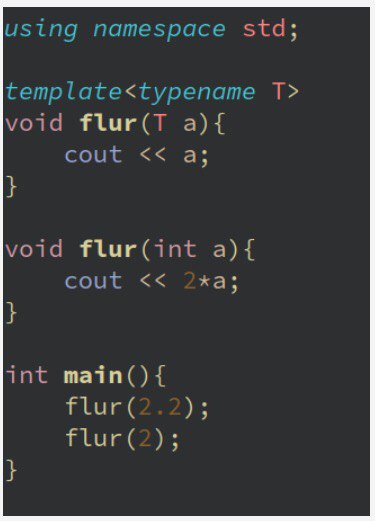 using namespace std;
template<typename T>
void flur(T a){
    cout << a;
}
void flur(int a){
    cout << 2*a;
}
int main(){
    flur(2.2);
    flur(2);
}